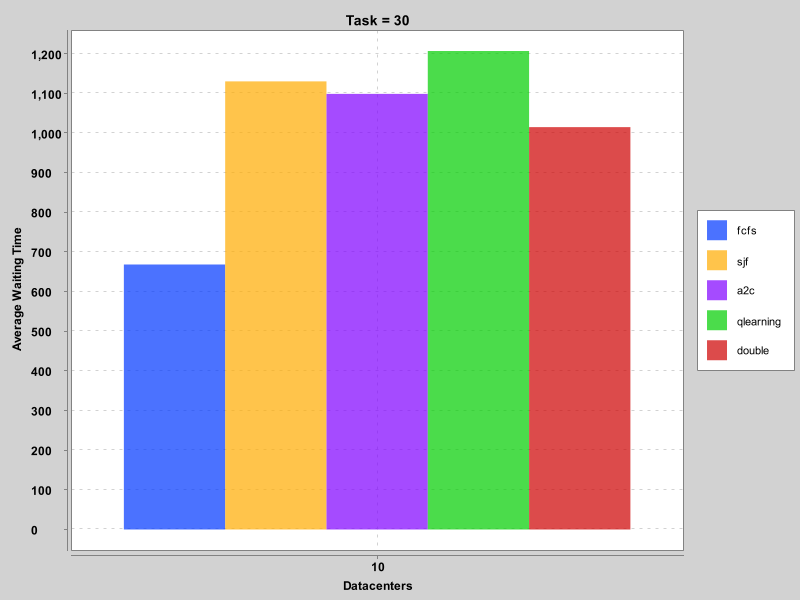 Task = 30
Average Waiting Time
1,200
1,100
1,000
900
800
700
600
500
400
300
200
100
0
10
Datacenters
fcfs
sjf
a2c
qlearning
double